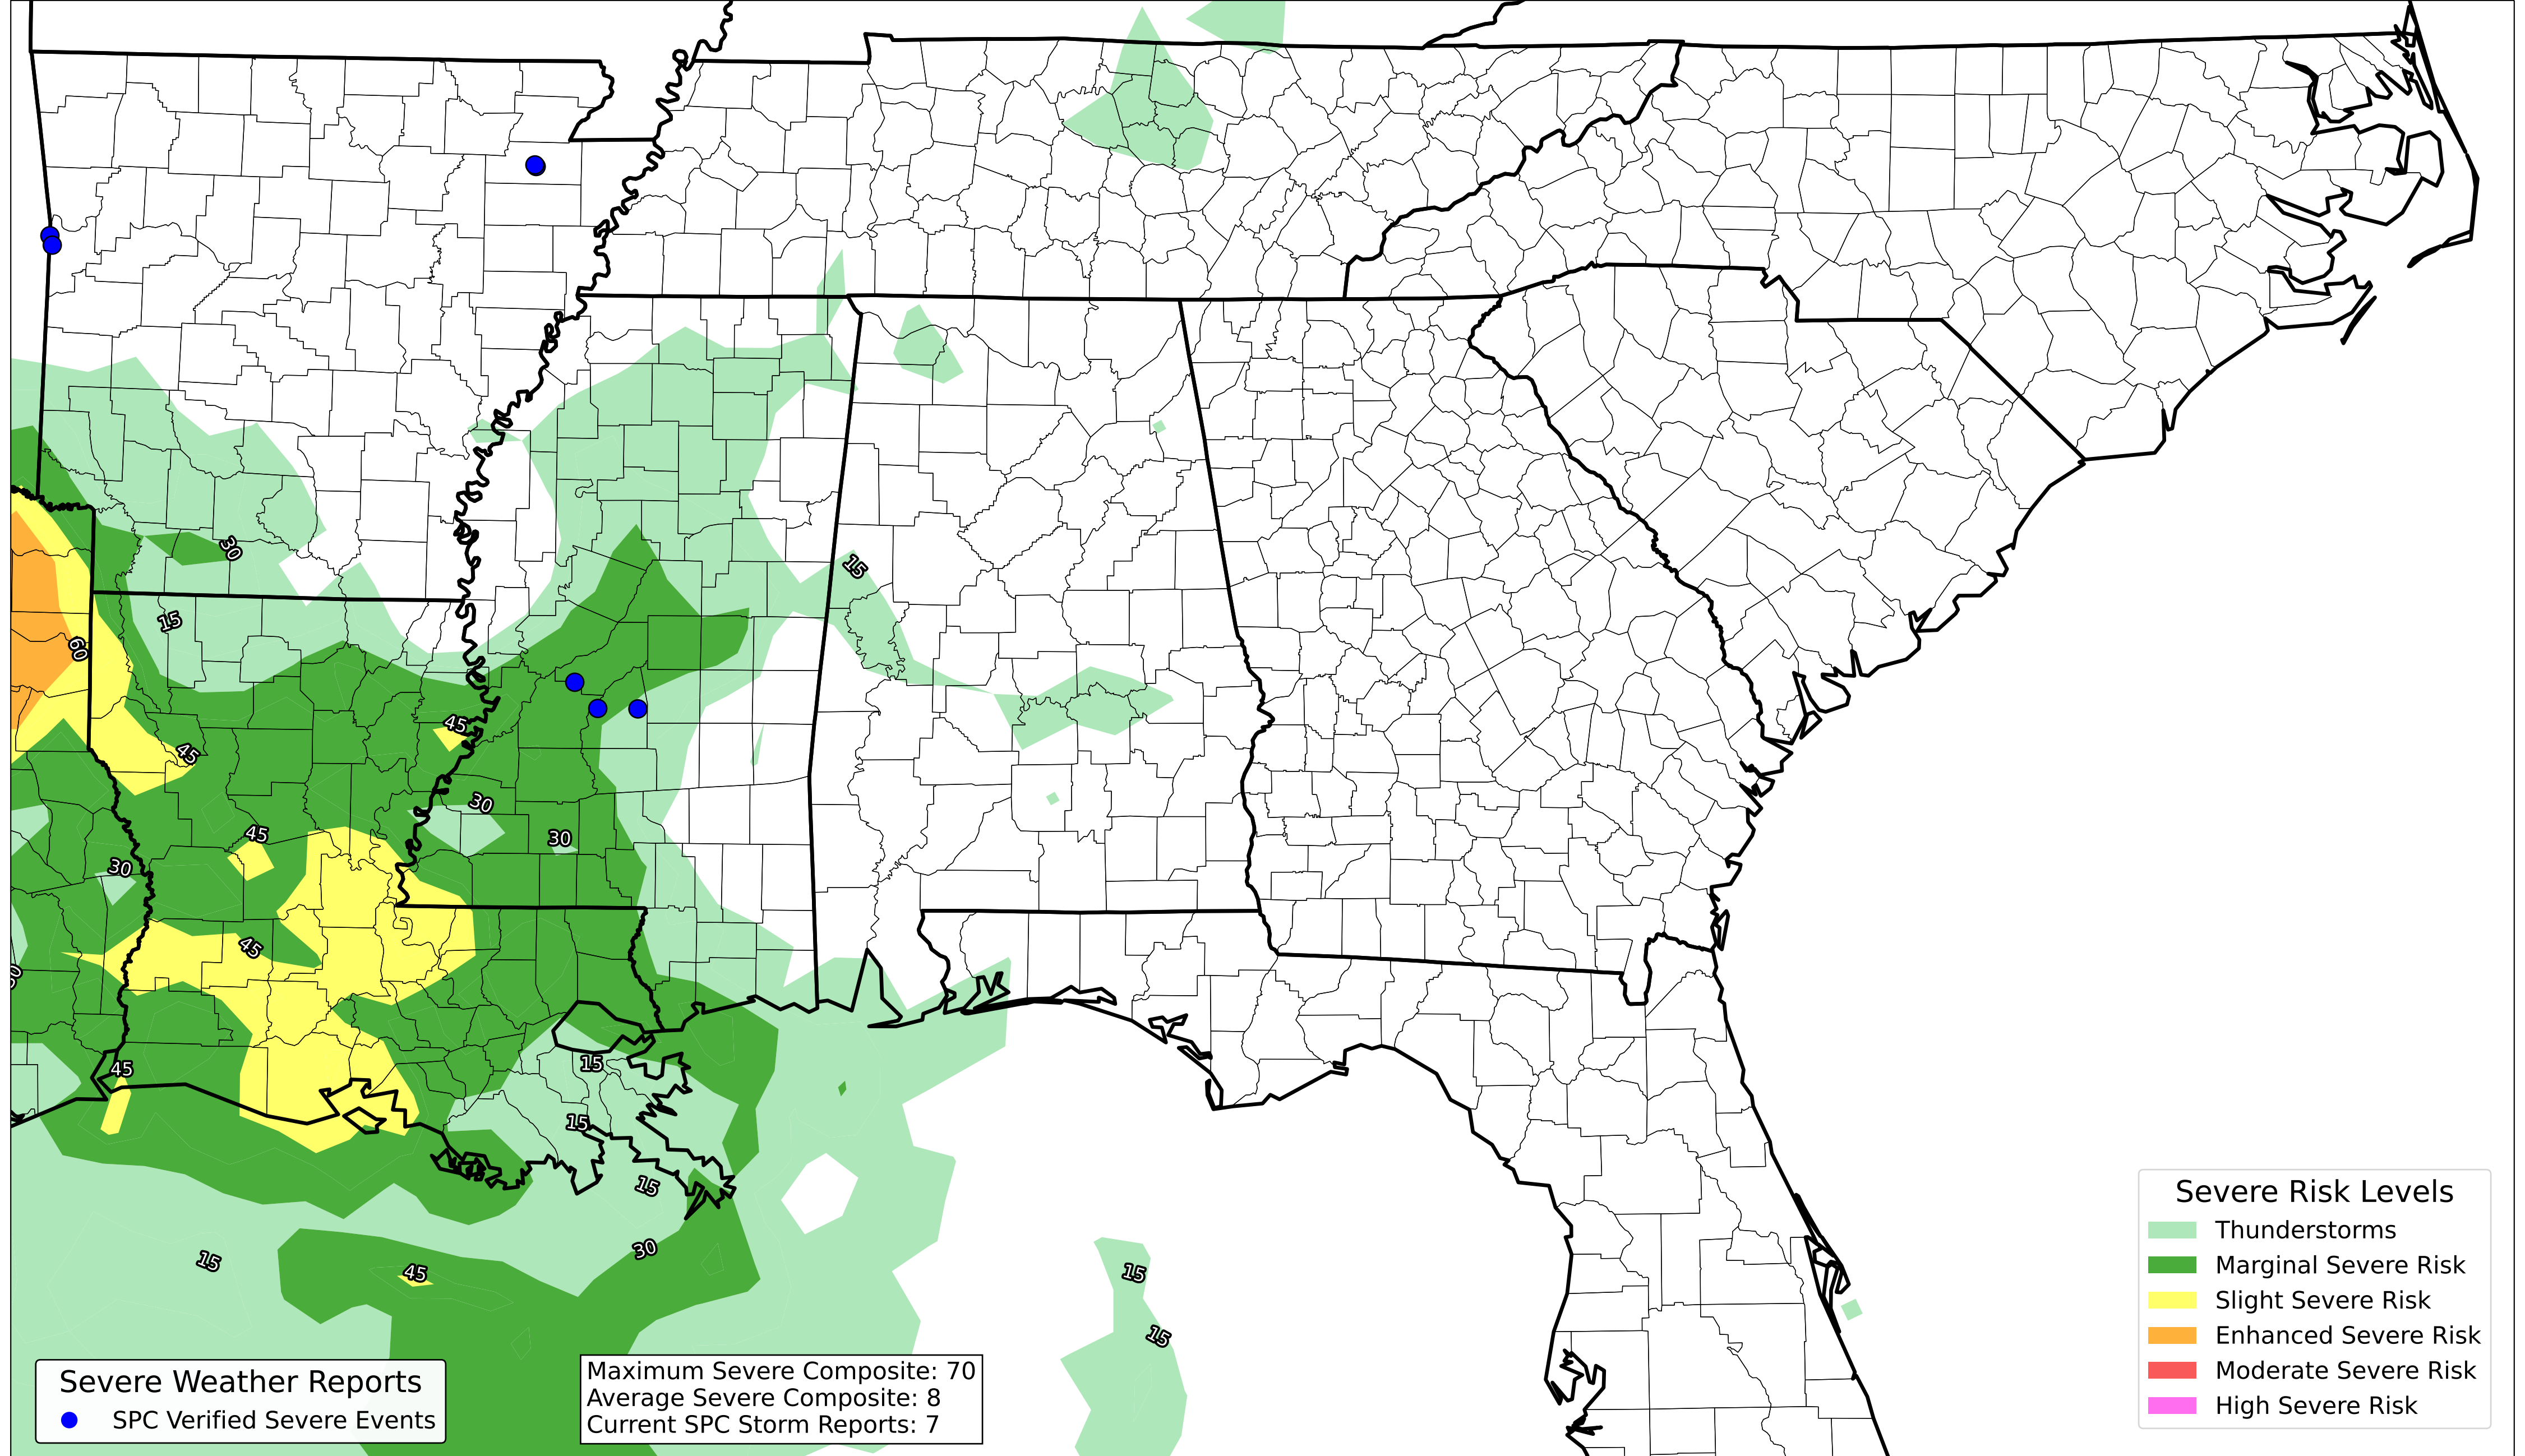 30
15
15
60
45
45
30
45
30
30
45
45
15
15
15
15
30
45
15
15
Severe Risk Levels
Thunderstorms
Marginal Severe Risk
Slight Severe Risk
Enhanced Severe Risk
Moderate Severe Risk
High Severe Risk
Severe Weather Reports
SPC Verified Severe Events
Maximum Severe Composite: 70
Average Severe Composite: 8
Current SPC Storm Reports: 7